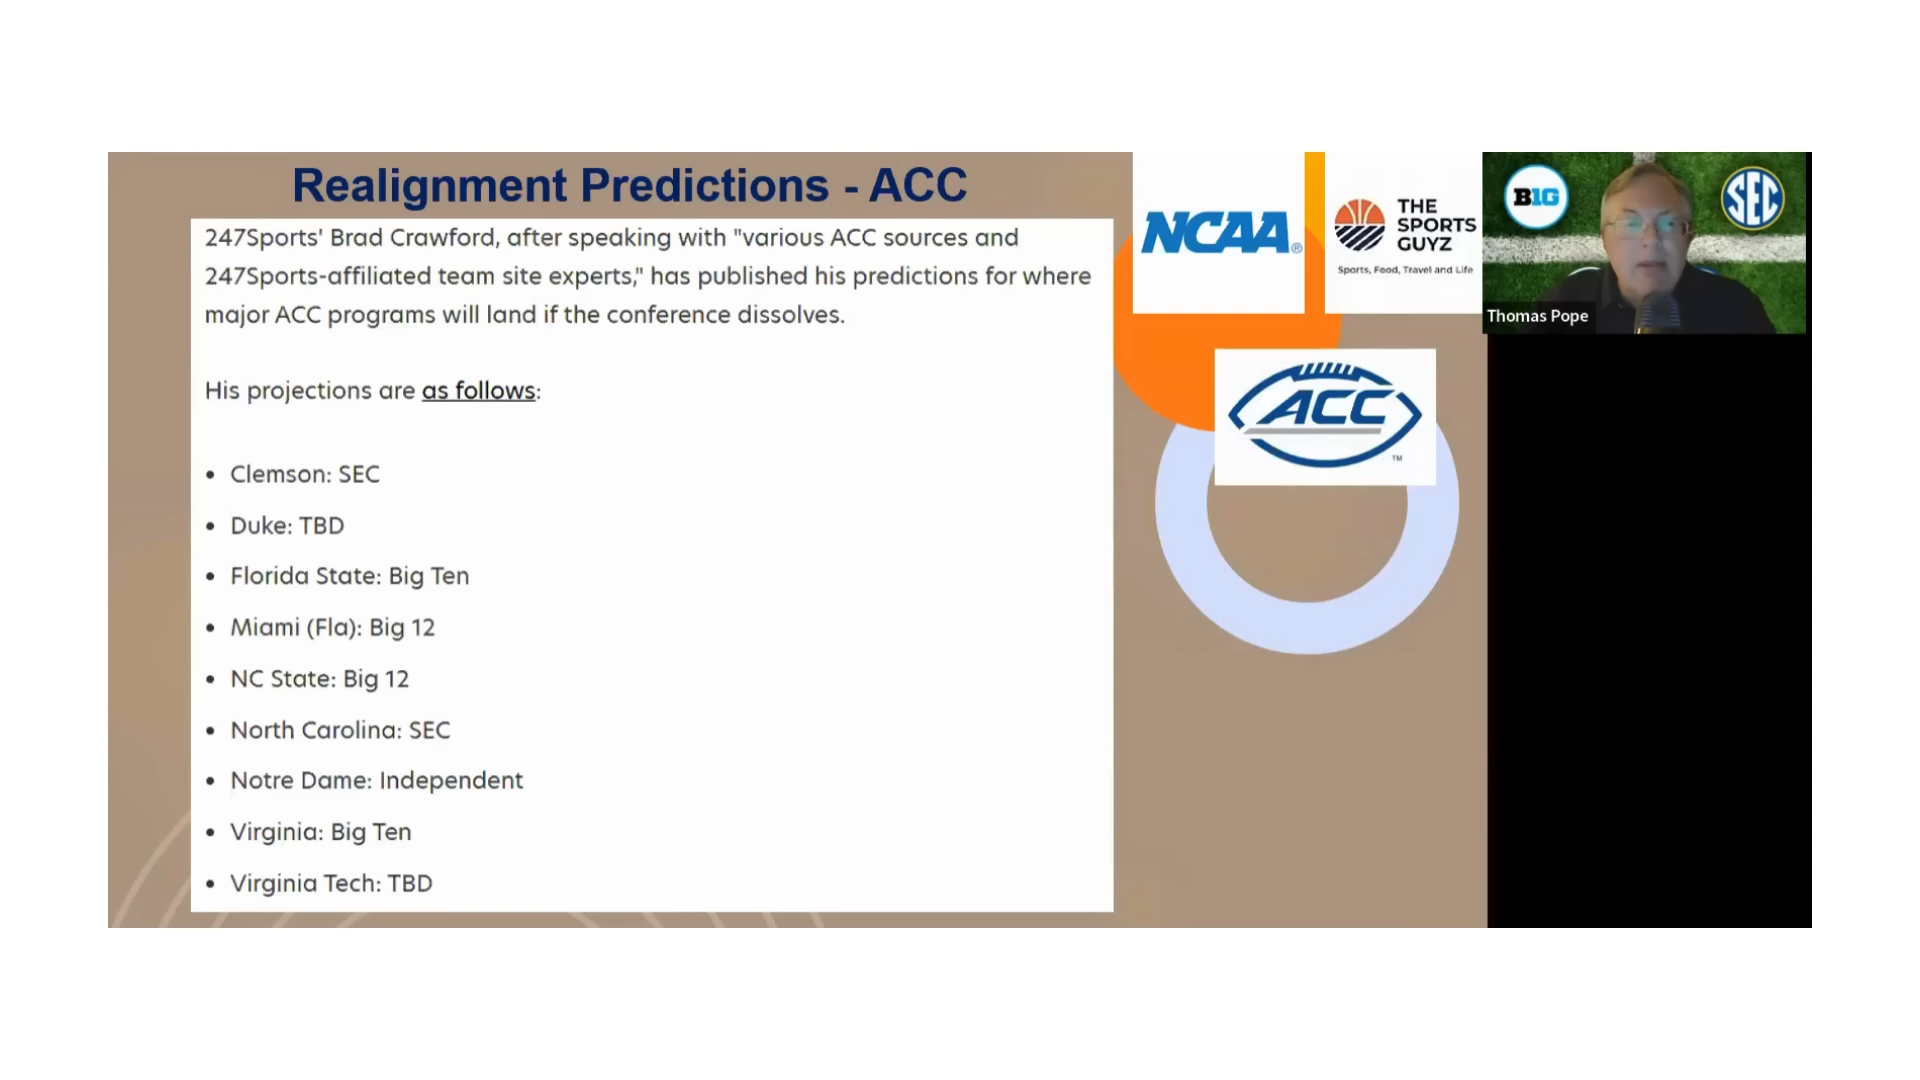 Realignment Predictions - ACC
247Sports' Brad Crawford, after speaking with "various ACC sources and
247Sports-affiliated team site experts," has published his predictions for where
major ACC programs will land if the conference dissolves.
His projections are as follows:
• Clemson: SEC
• Duke: TBD
• Florida State: Big Ten
• Miami (Fla): Big 12
• NC State: Big 12
• North Carolina: SEC
• Notre Dame: Independent
• Virginia: Big Ten
• Virginia Tech: TBD
NCAA®
THE
SPORTS
GUYZ
Sports, Food, Travel and Life
B1G
SEC
Thomas Pope
ACC
TM